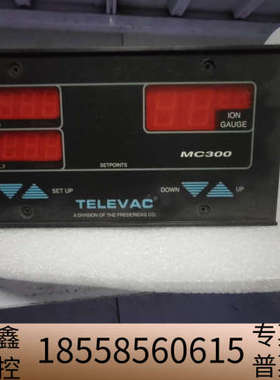 ION
GAUGE
SETPOINTS
MC300
SET UP
DOWN
UP
TELEVAC
A DIVISION OF THE FREDERICKS CO.
鑫
控
18558560615
专
普